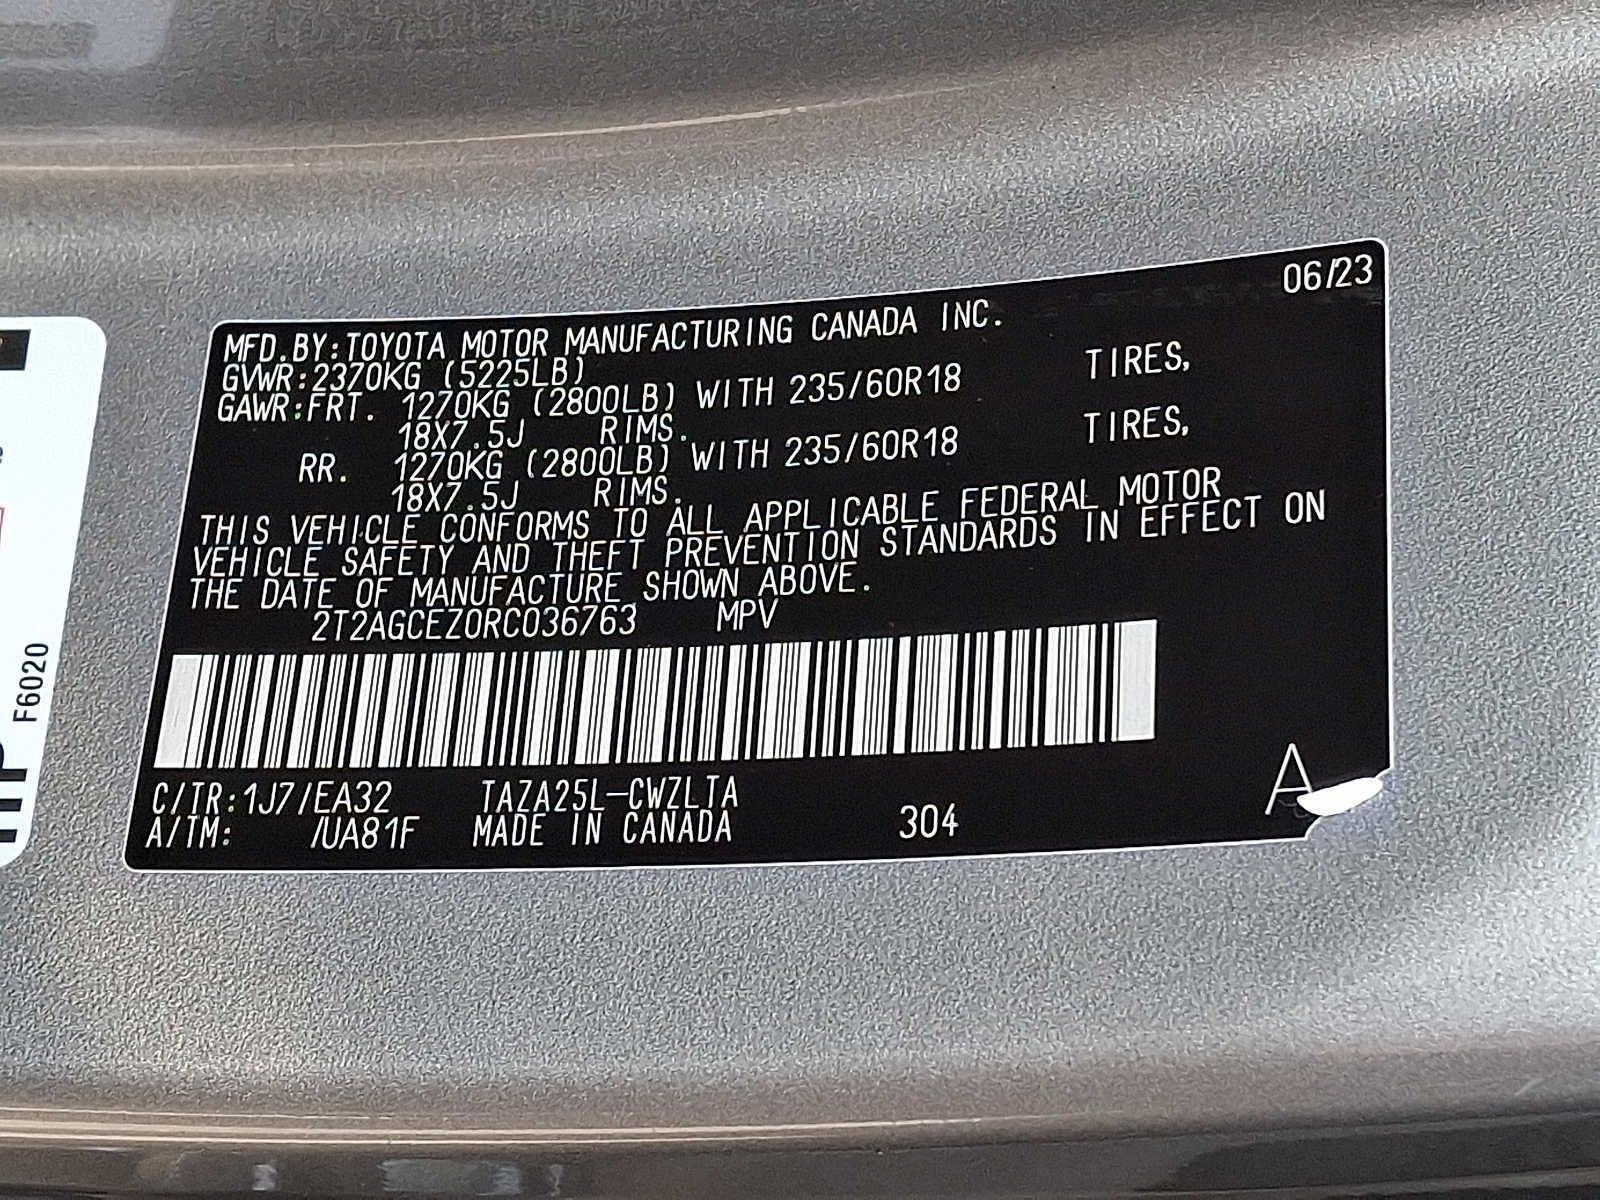 06/23
MFD.BY:TOYOTA MOTOR MANUFACTURING CANADA INC.
GVWR:2370KG (5225LB)
GAWR:FRT. 1270KG (2800LB) WITH 235/60R18 TIRES,
18X7.5J RIMS.
RR. 1270KG (2800LB) WITH 235/60R18 TIRES,
18X7.5J RIMS.
THIS VEHICLE CONFORMS TO ALL APPLICABLE FEDERAL MOTOR
VEHICLE SAFETY AND THEFT PREVENTION STANDARDS IN EFFECT ON
THE DATE OF MANUFACTURE SHOWN ABOVE.
2T2AGCEZ0RC036763 MPV
C/TR:1J7/EA32 TAZA25L-CWZLTA
A/TM: /UA81F MADE IN CANADA 304
A
F6020